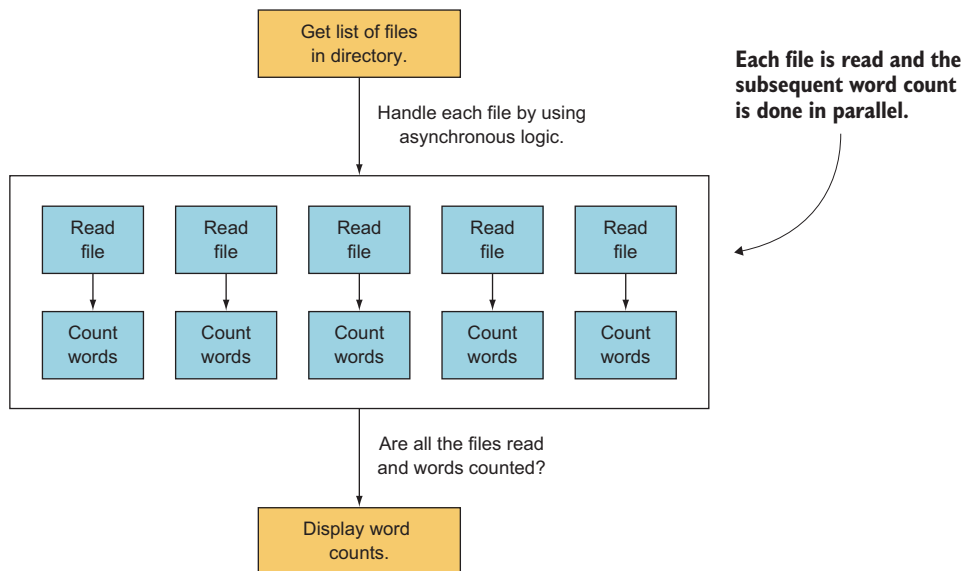 Get list of files
in directory.
Each file is read and the
subsequent word count
is done in parallel.
Handle each file by using
asynchronous logic.
Read
file
Read
file
Read
file
Read
file
Read
file
Count
words
Count
words
Count
words
Count
words
Count
words
Are all the files read
and words counted?
Display word
counts.